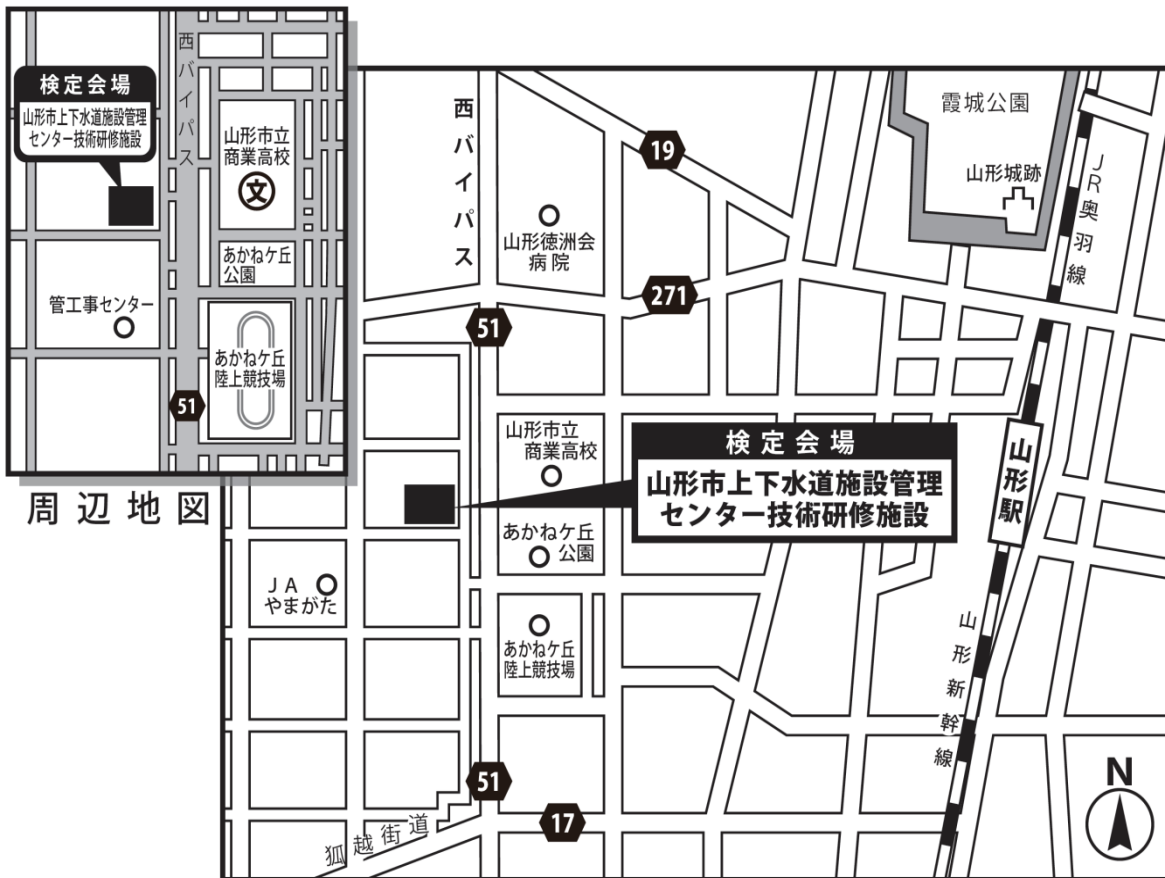 西バイパス
検定会場
山形市上下水道施設管理
センター技術研修施設
山形市立
商業高校
文
あかねケ丘
公園
管工事センター
あかねケ丘
陸上競技場
51
周辺地図
西バイパス
19
霞城公園
山形城跡
JR奥羽線
山形徳洲会
病院
271
51
山形市立
商業高校
検定会場
山形市上下水道施設管理
センター技術研修施設
山形駅
あかねケ丘
公園
JA
やまがた
あかねケ丘
陸上競技場
山形新幹線
51
17
狐越街道
N